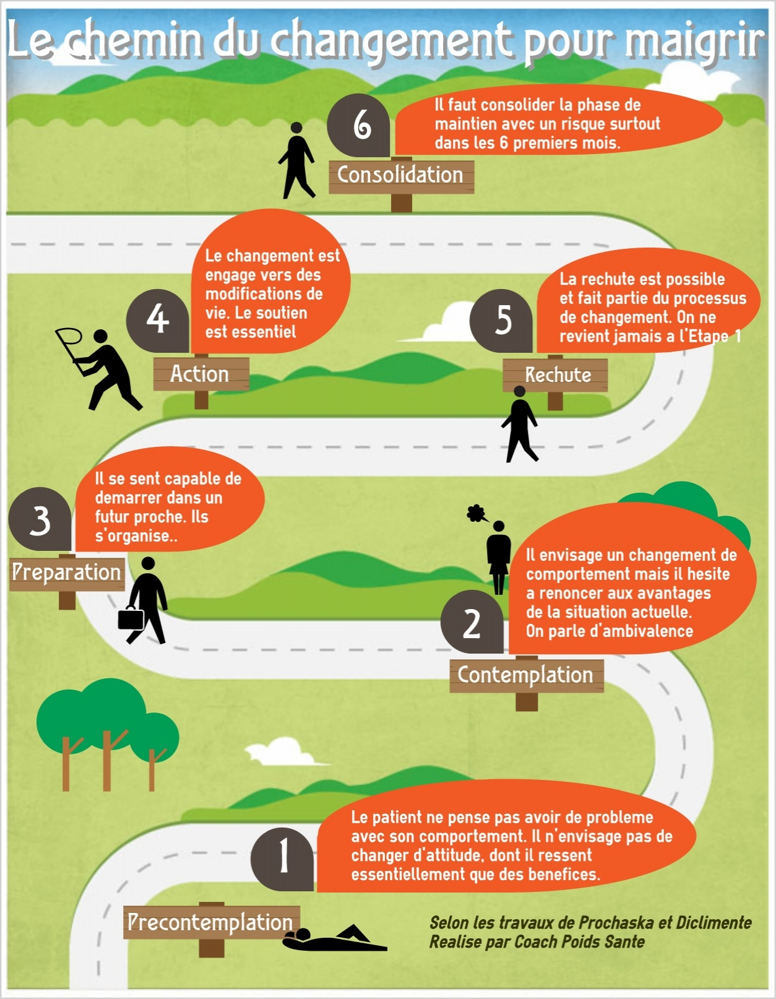 Le chemin du changement pour maigrir
6
Il faut consolider la phase de
maintien avec un risque surtout
dans les 6 premiers mois.
Consolidation
4
Le changement est
engage vers des
modifications de
vie. Le soutien
est essentiel
Action
5
La rechute est possible
et fait partie du processus
de changement. On ne
revient jamais a l'Etape 1
Rechute
3
Il se sent capable de
demarrer dans un
futur proche. Ils
s'organise..
Preparation
2
Il envisage un changement de
comportement mais il hesite
a renoncer aux avantages
de la situation actuelle.
On parle d'ambivalence
Contemplation
1
Le patient ne pense pas avoir de probleme
avec son comportement. Il n'envisage pas de
changer d'attitude, dont il ressent
essentiellement que des benefices.
Precontemplation
Selon les travaux de Prochaska et Diclimente
Realise par Coach Poids Sante